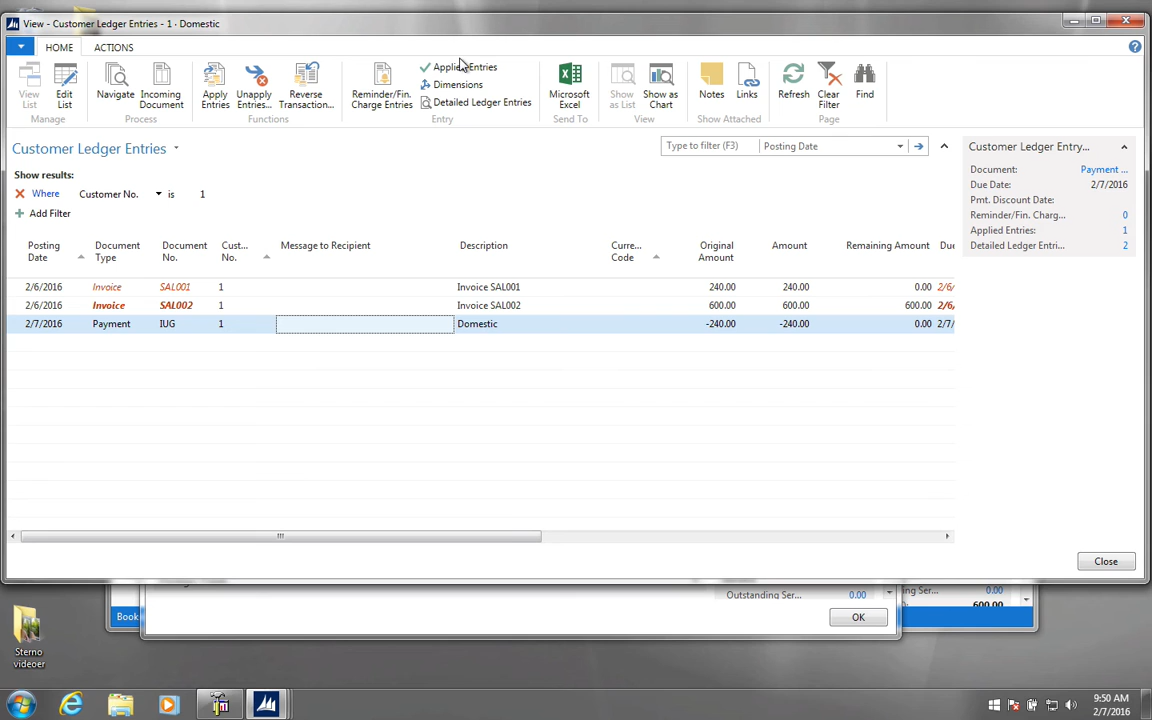 View - Customer Ledger Entries - 1 · Domestic
HOME ACTIONS
View List
Edit List
Manage
Navigate
Incoming Document
Process
Apply Entries
Unapply Entries...
Reverse Transaction...
Functions
Reminder/Fin. Charge Entries
Applied Entries
Dimensions
Detailed Ledger Entries
Entry
Microsoft Excel
Send To
Show as List
Show as Chart
View
Notes
Links
Show Attached
Refresh
Clear Filter
Find
Page
Customer Ledger Entries
Type to filter (F3) Posting Date
Show results:
Where Customer No. is 1
Add Filter
Posting Date Document Type Document No. Cust... No. Message to Recipient Description Curre... Code Original Amount Amount Remaining Amount Due
2/6/2016 Invoice SAL001 1 Invoice SAL001 240.00 240.00 0.00 2/6/
2/6/2016 Invoice SAL002 1 Invoice SAL002 600.00 600.00 600.00 2/6/
2/7/2016 Payment IUG 1 Domestic -240.00 -240.00 0.00 2/7/
Customer Ledger Entry...
Document: Payment ...
Due Date: 2/7/2016
Pmt. Discount Date:
Reminder/Fin. Charg... 0
Applied Entries: 1
Detailed Ledger Entri... 2
Close
Book
Outstanding Ser... 0.00
ng Ser... 0.00
600.00
OK
Sterno videoer
9:50 AM
2/7/2016